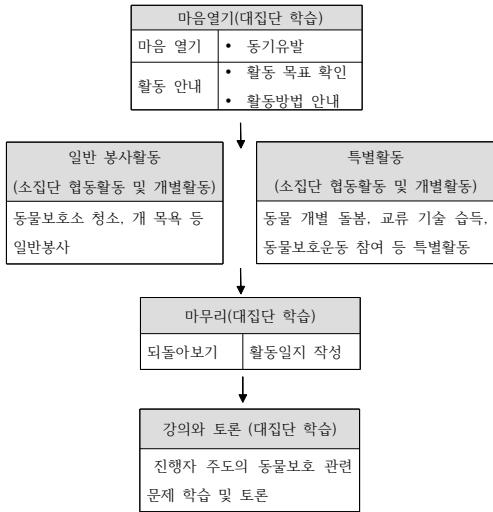 마음열기(대집단 학습)
마음 열기
• 동기유발
활동 안내
• 활동 목표 확인
• 활동방법 안내
일반 봉사활동
(소집단 협동활동 및 개별활동)
동물보호소 청소, 개 목욕 등
일반봉사
특별활동
(소집단 협동활동 및 개별활동)
동물 개별 돌봄, 교류 기술 습득,
동물보호운동 참여 등 특별활동
마무리(대집단 학습)
되돌아보기
활동일지 작성
강의와 토론 (대집단 학습)
진행자 주도의 동물보호 관련
문제 학습 및 토론